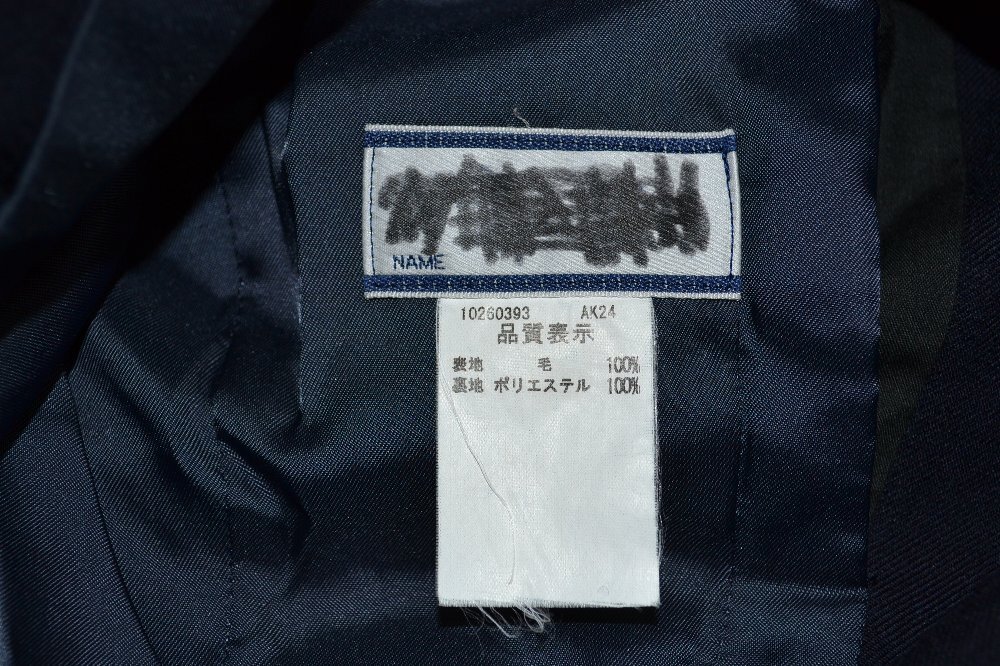 NAME
10260393 AK24
品質表示
表地 毛 100%
裏地 ポリエステル 100%